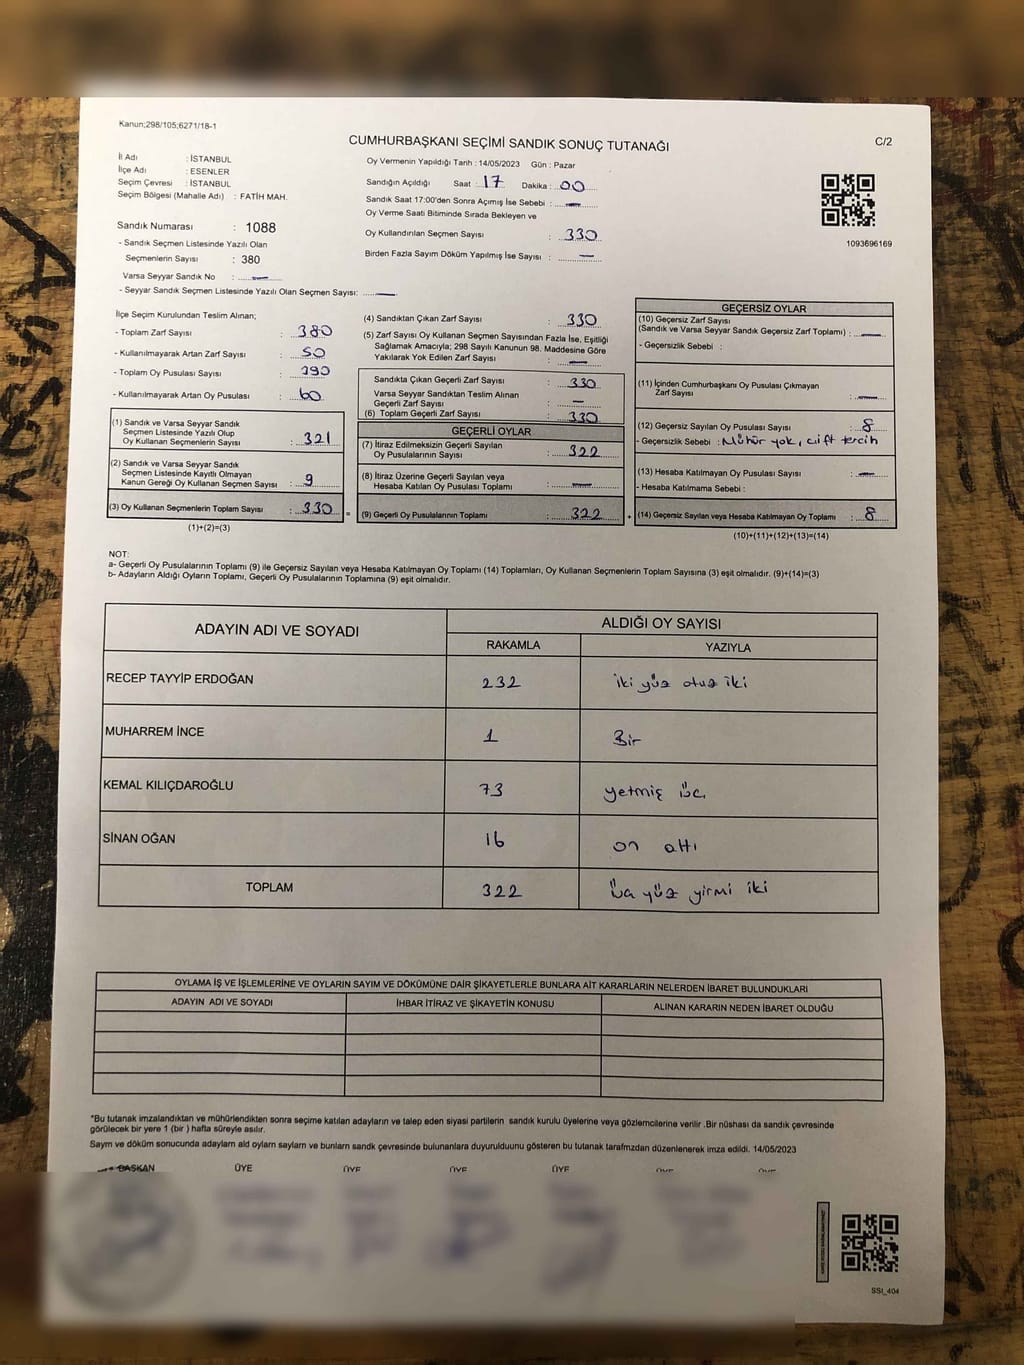 Kanun;298/105;6271/18-1
CUMHURBAŞKANI SEÇİMİ SANDIK SONUÇ TUTANAĞI
C/2
İl Adı : İSTANBUL
İlçe Adı : ESENLER
Seçim Çevresi : İSTANBUL
Seçim Bölgesi (Mahalle Adı) : FATİH MAH.
Sandık Numarası : 1088
- Sandık Seçmen Listesinde Yazılı Olan
Seçmenlerin Sayısı : 380
Varsa Seyyar Sandık No : —
- Seyyar Sandık Seçmen Listesinde Yazılı Olan Seçmen Sayısı: —
Oy Vermenin Yapıldığı Tarih : 14/05/2023 Gün : Pazar
Sandığın Açıldığı Saat : 17 Dakika : 00
Sandık Saat 17:00'den Sonra Açımış İse Sebebi : —
Oy Verme Saati Bitiminde Sırada Bekleyen ve
Oy Kullandırılan Seçmen Sayısı : 330
Birden Fazla Sayım Döküm Yapılmış İse Sayısı : —
1093696169
İlçe Seçim Kurulundan Teslim Alınan;
- Toplam Zarf Sayısı : 380
- Kullanılmayarak Artan Zarf Sayısı : 50
- Toplam Oy Pusulası Sayısı : 390
- Kullanılmayarak Artan Oy Pusulası : 60
(1) Sandık ve Varsa Seyyar Sandık
Seçmen Listesinde Yazılı Olup
Oy Kullanan Seçmenlerin Sayısı : 321
(2) Sandık ve Varsa Seyyar Sandık
Seçmen Listesinde Kayıtlı Olmayan
Kanun Gereği Oy Kullanan Seçmen Sayısı : 9
(3) Oy Kullanan Seçmenlerin Toplam Sayısı : 330
(1)+(2)=(3)
(4) Sandıktan Çıkan Zarf Sayısı : 330
(5) Zarf Sayısı Oy Kullanan Seçmen Sayısından Fazla İse, Eşitliği
Sağlamak Amacıyla; 298 Sayılı Kanunun 98. Maddesine Göre
Yakılarak Yok Edilen Zarf Sayısı : —
Sandıkta Çıkan Geçerli Zarf Sayısı : 330
Varsa Seyyar Sandıktan Teslim Alınan
Geçerli Zarf Sayısı : —
(6) Toplam Geçerli Zarf Sayısı : 330
GEÇERLİ OYLAR
(7) İtiraz Edilmeksizin Geçerli Sayılan
Oy Pusulalarının Sayısı : 322
(8) İtiraz Üzerine Geçerli Sayılan veya
Hesaba Katılan Oy Pusulası Toplamı : —
= (9) Geçerli Oy Pusulalarının Toplamı : 322
GEÇERSİZ OYLAR
(10) Geçersiz Zarf Sayısı
(Sandık ve Varsa Seyyar Sandık Geçersiz Zarf Toplamı) : —
- Geçersizlik Sebebi :
(11) İçinden Cumhurbaşkanı Oy Pusulası Çıkmayan
Zarf Sayısı : —
(12) Geçersiz Sayılan Oy Pusulası Sayısı : 8
- Geçersizlik Sebebi : Mühür yok, çift tercih
(13) Hesaba Katılmayan Oy Pusulası Sayısı : —
- Hesaba Katılmama Sebebi :
+ (14) Geçersiz Sayılan veya Hesaba Katılmayan Oy Toplamı : 8
(10)+(11)+(12)+(13)=(14)
NOT:
a- Geçerli Oy Pusulalarının Toplamı (9) ile Geçersiz Sayılan veya Hesaba Katılmayan Oy Toplamı (14) Toplamları, Oy Kullanan Seçmenlerin Toplam Sayısına (3) eşit olmalıdır. (9)+(14)=(3)
b- Adayların Aldığı Oyların Toplamı, Geçerli Oy Pusulalarının Toplamına (9) eşit olmalıdır.
ADAYIN ADI VE SOYADI
ALDIĞI OY SAYISI
RAKAMLA YAZIYLA
RECEP TAYYİP ERDOĞAN 232 iki yüz otuz iki
MUHARREM İNCE 1 Bir
KEMAL KILIÇDAROĞLU 73 yetmiş üç
SİNAN OĞAN 16 on altı
TOPLAM 322 üç yüz yirmi iki
OYLAMA İŞ VE İŞLEMLERİNE VE OYLARIN SAYIM VE DÖKÜMÜNE DAİR ŞİKAYETLERLE BUNLARA AİT KARARLARIN NELERDEN İBARET BULUNDUKLARI
ADAYIN ADI VE SOYADI İHBAR İTİRAZ VE ŞİKAYETİN KONUSU ALINAN KARARIN NEDEN İBARET OLDUĞU
*Bu tutanak imzalandıktan ve mühürlendikten sonra seçime katılan adayların ve talep eden siyasi partilerin sandık kurulu üyelerine veya gözlemcilerine verilir .Bir nüshası da sandık çevresinde
görülecek bir yere 1 (bir ) hafta süreyle asılır.
Sayım ve döküm sonucunda adaylarn ald oylarn saylarn ve bunlarn sandk çevresinde bulunanlara duyurulduunu gösteren bu tutanak tarafmzdan düzenlenerek imza edildi. 14/05/2023
BAŞKAN ÜYE ÜYE ÜYE ÜYE ÜYE
SSI_404